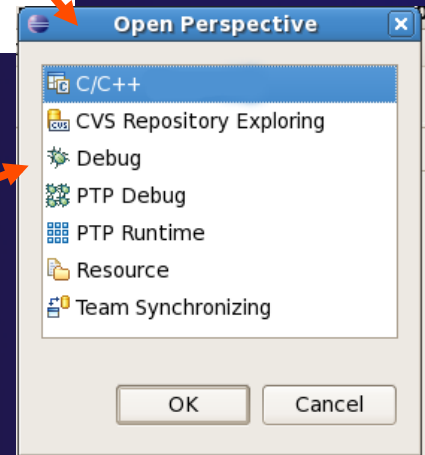 Open Perspective
C/C++
CVS Repository Exploring
Debug
PTP Debug
PTP Runtime
Resource
Team Synchronizing
OK Cancel